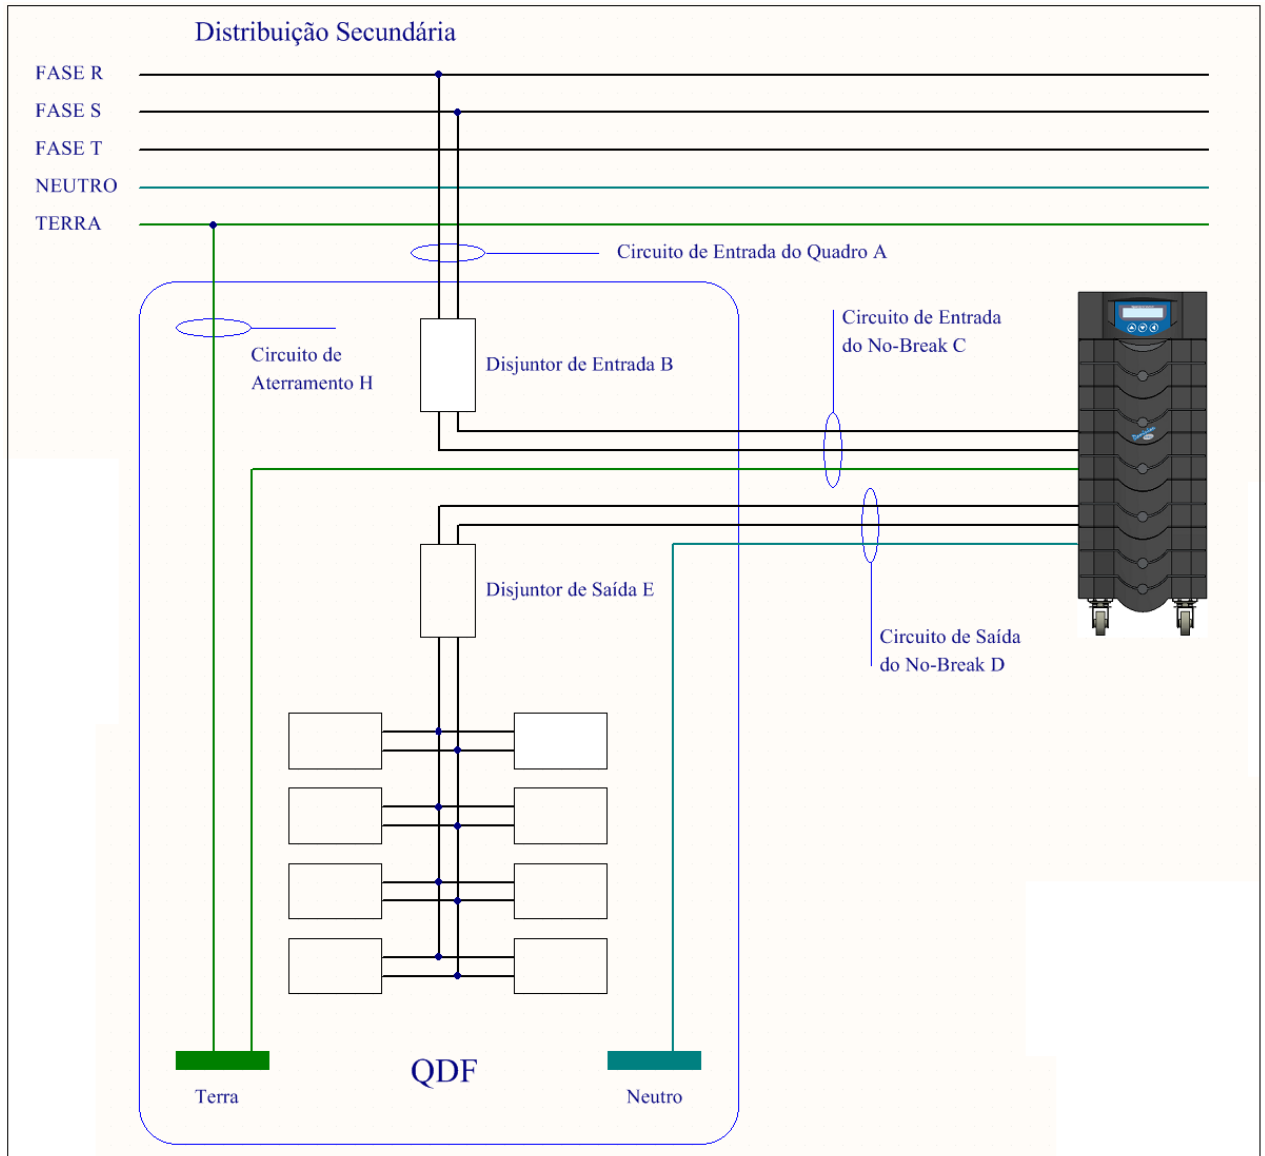 Distribuição Secundária
FASE R
FASE S
FASE T
NEUTRO
TERRA
Circuito de Entrada do Quadro A
Circuito de Entrada
do No-Break C
Circuito de
Aterramento H
Disjuntor de Entrada B
Disjuntor de Saída E
Circuito de Saída
do No-Break D
QDF
Terra
Neutro